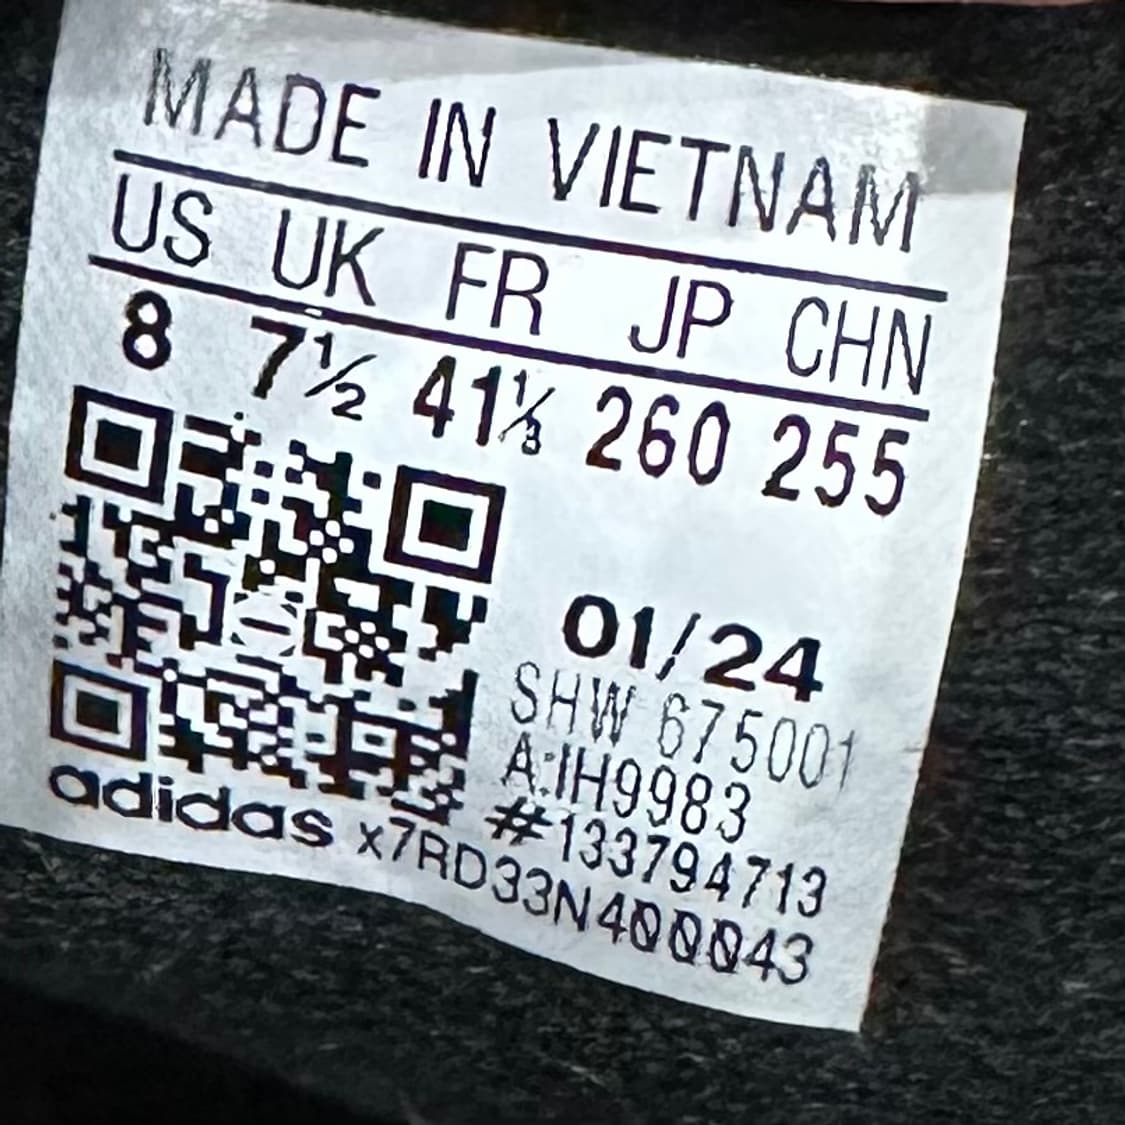 MADE IN VIETNAM
US UK FR JP CHN
8 7½ 41⅓ 260 255
01/24
SHW 675001
A:IH9983
#133794713
adidas x7RD33N400043